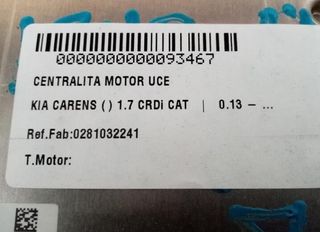 0000000000093467
CENTRALITA MOTOR UCE
KIA CARENS ( ) 1.7 CRDi CAT | 0.13 – ...
Ref.Fab:0281032241
T.Motor: